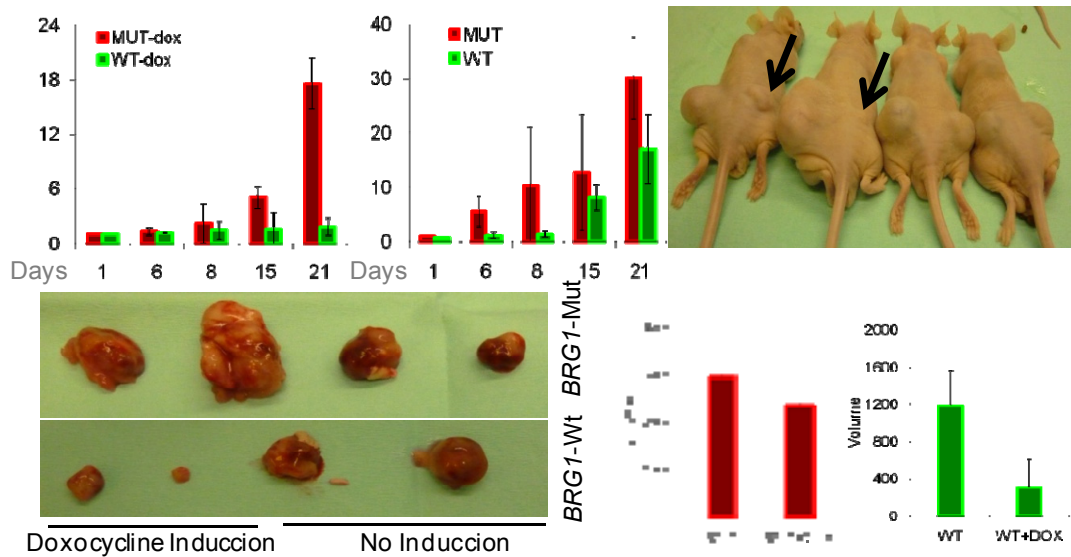 24
18
12
6
0
MUT-dox
WT-dox
Days 1 6 8 15 21
40
30
20
10
0
MUT
WT
Days 1 6 8 15 21
BRG1-Mut
BRG1-Wt
Doxocycline Induccion
No Induccion
Volume
2000
1600
1200
800
400
0
WT WT+DOX